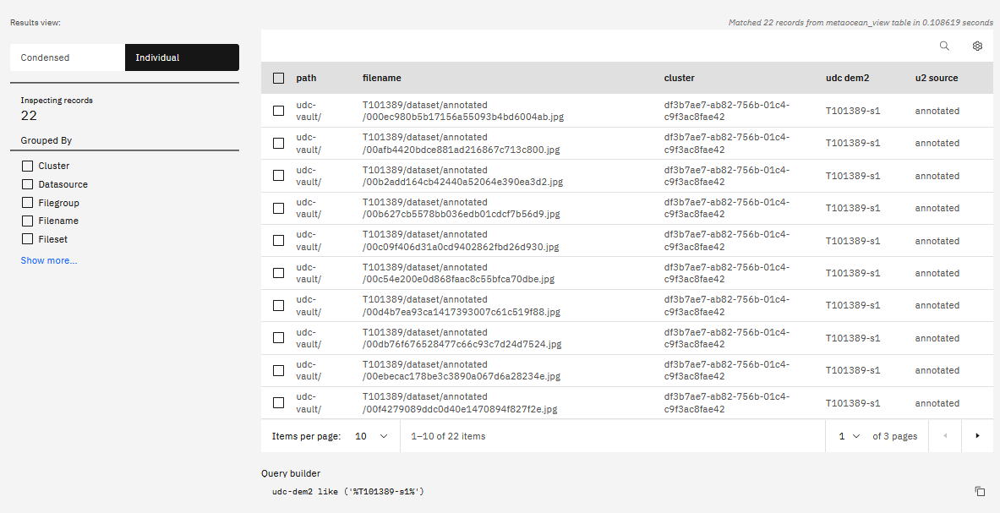 Results view:
Matched 22 records from metaocean_view table in 0.108619 seconds
Condensed
Individual
Inspecting records
22
Grouped By
Cluster
Datasource
Filegroup
Filename
Fileset
Show more...
path filename cluster udc dem2 u2 source
udc- T101389/dataset/annotated df3b7ae7-ab82-756b-01c4- T101389-s1 annotated
vault/ /000ec980b5b17156a55093b4bd6004ab.jpg c9f3ac8fae42
udc- T101389/dataset/annotated df3b7ae7-ab82-756b-01c4- T101389-s1 annotated
vault/ /00afb4420bdce881ad216867c713c800.jpg c9f3ac8fae42
udc- T101389/dataset/annotated df3b7ae7-ab82-756b-01c4- T101389-s1 annotated
vault/ /00b2add164cb42440a52064e390ea3d2.jpg c9f3ac8fae42
udc- T101389/dataset/annotated df3b7ae7-ab82-756b-01c4- T101389-s1 annotated
vault/ /00b627cb5578bb036edb01cdcf7b56d9.jpg c9f3ac8fae42
udc- T101389/dataset/annotated df3b7ae7-ab82-756b-01c4- T101389-s1 annotated
vault/ /00c09f406d31a0cd9402862fbd26d930.jpg c9f3ac8fae42
udc- T101389/dataset/annotated df3b7ae7-ab82-756b-01c4- T101389-s1 annotated
vault/ /00c54e200e0d868faac8c55bfca70dbe.jpg c9f3ac8fae42
udc- T101389/dataset/annotated df3b7ae7-ab82-756b-01c4- T101389-s1 annotated
vault/ /00d4b7ea93ca1417393007c61c519f88.jpg c9f3ac8fae42
udc- T101389/dataset/annotated df3b7ae7-ab82-756b-01c4- T101389-s1 annotated
vault/ /00db76f676528477c66c93c7d24d7524.jpg c9f3ac8fae42
udc- T101389/dataset/annotated df3b7ae7-ab82-756b-01c4- T101389-s1 annotated
vault/ /00ebecac178be3c3890a067d6a28234e.jpg c9f3ac8fae42
udc- T101389/dataset/annotated df3b7ae7-ab82-756b-01c4- T101389-s1 annotated
vault/ /00f4279089ddc0d40e1470894f827f2e.jpg c9f3ac8fae42
Items per page: 10 1–10 of 22 items 1 of 3 pages
Query builder
udc-dem2 like ('%T101389-s1%')